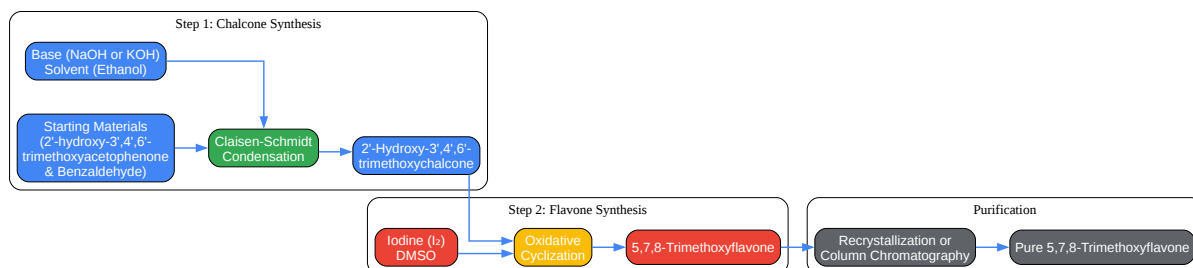 Step 1: Chalcone Synthesis
Base (NaOH or KOH)
Solvent (Ethanol)
Starting Materials
(2'-hydroxy-3',4',6'-
trimethoxyacetophenone
& Benzaldehyde)
Claisen-Schmidt
Condensation
2'-Hydroxy-3',4',6'-
trimethoxychalcone
Step 2: Flavone Synthesis
Iodine (I₂)
DMSO
Oxidative
Cyclization
5,7,8-Trimethoxyflavone
Purification
Recrystallization or
Column Chromatography
Pure 5,7,8-Trimethoxyflavone